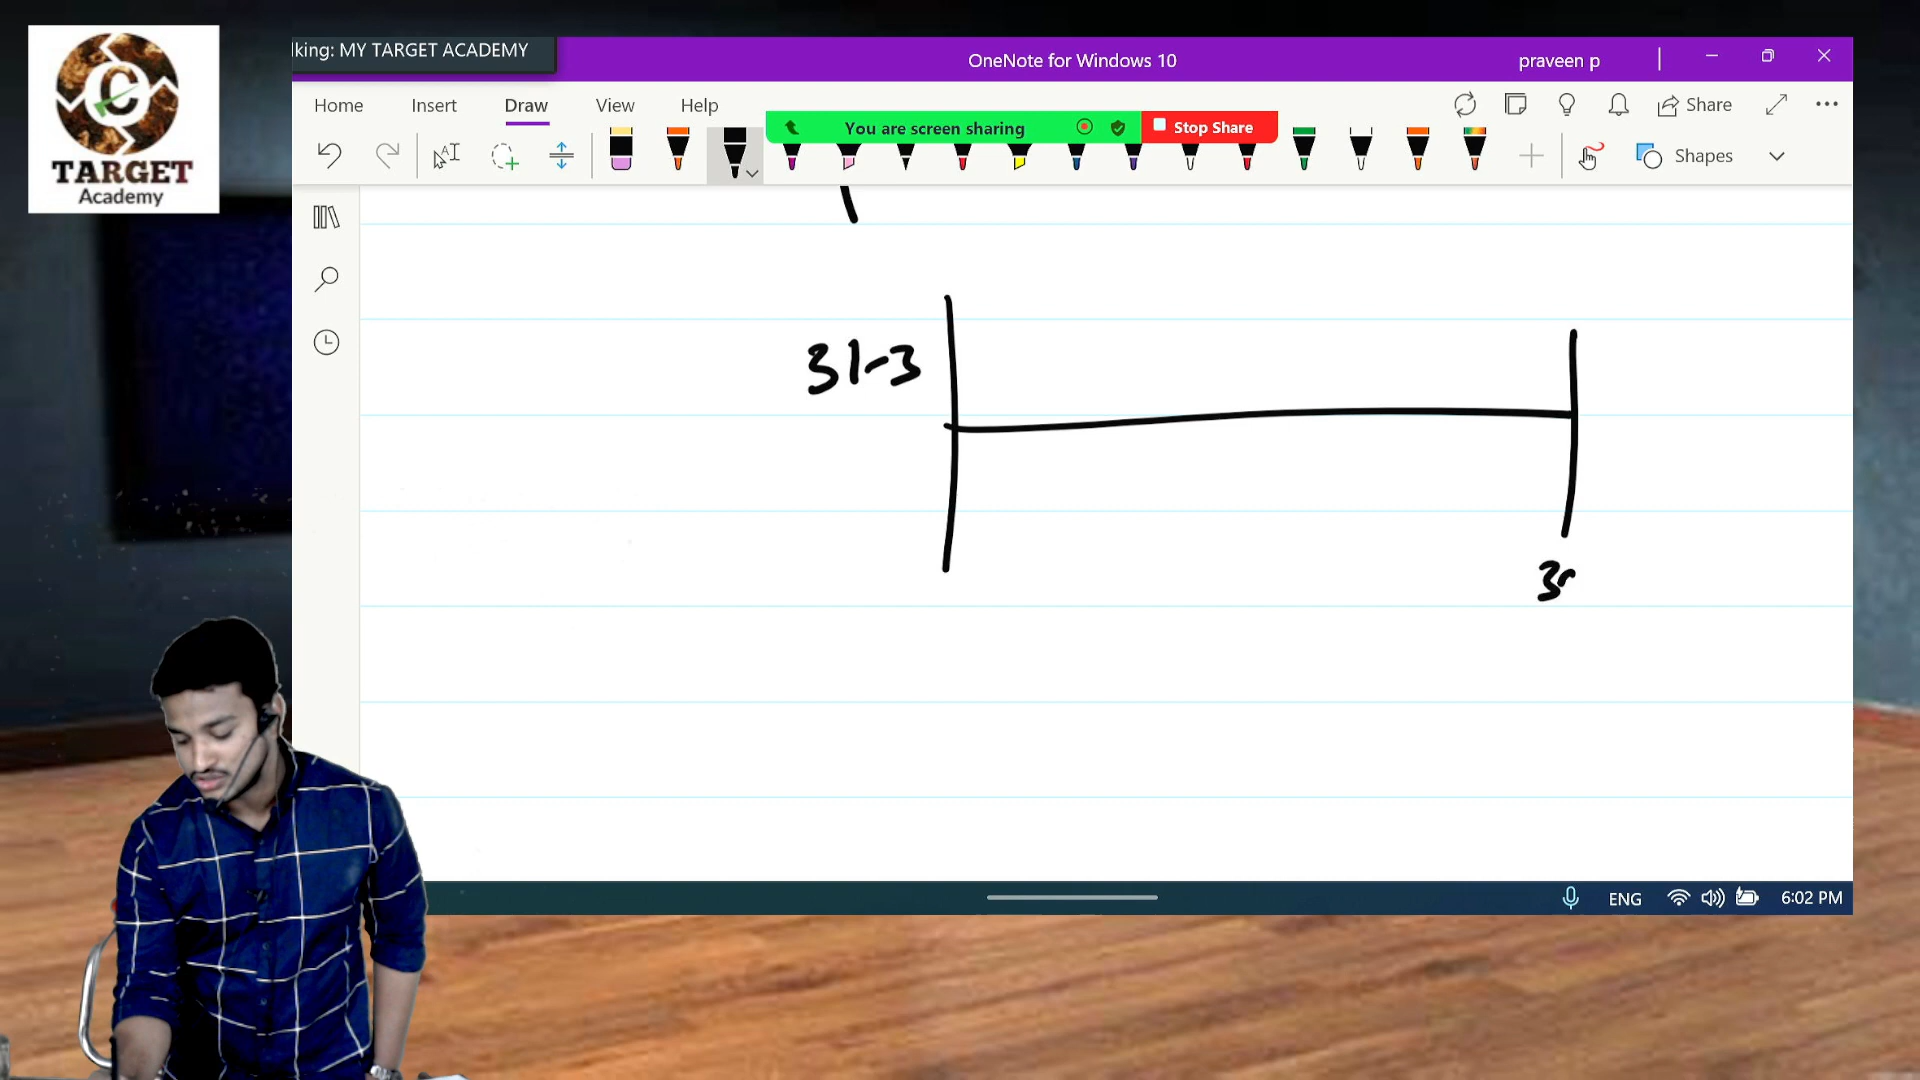 TARGET
Academy
lking: MY TARGET ACADEMY
OneNote for Windows 10
praveen p
Home Insert Draw View Help
You are screen sharing
Stop Share
Share
Shapes
31-3
ENG
6:02 PM